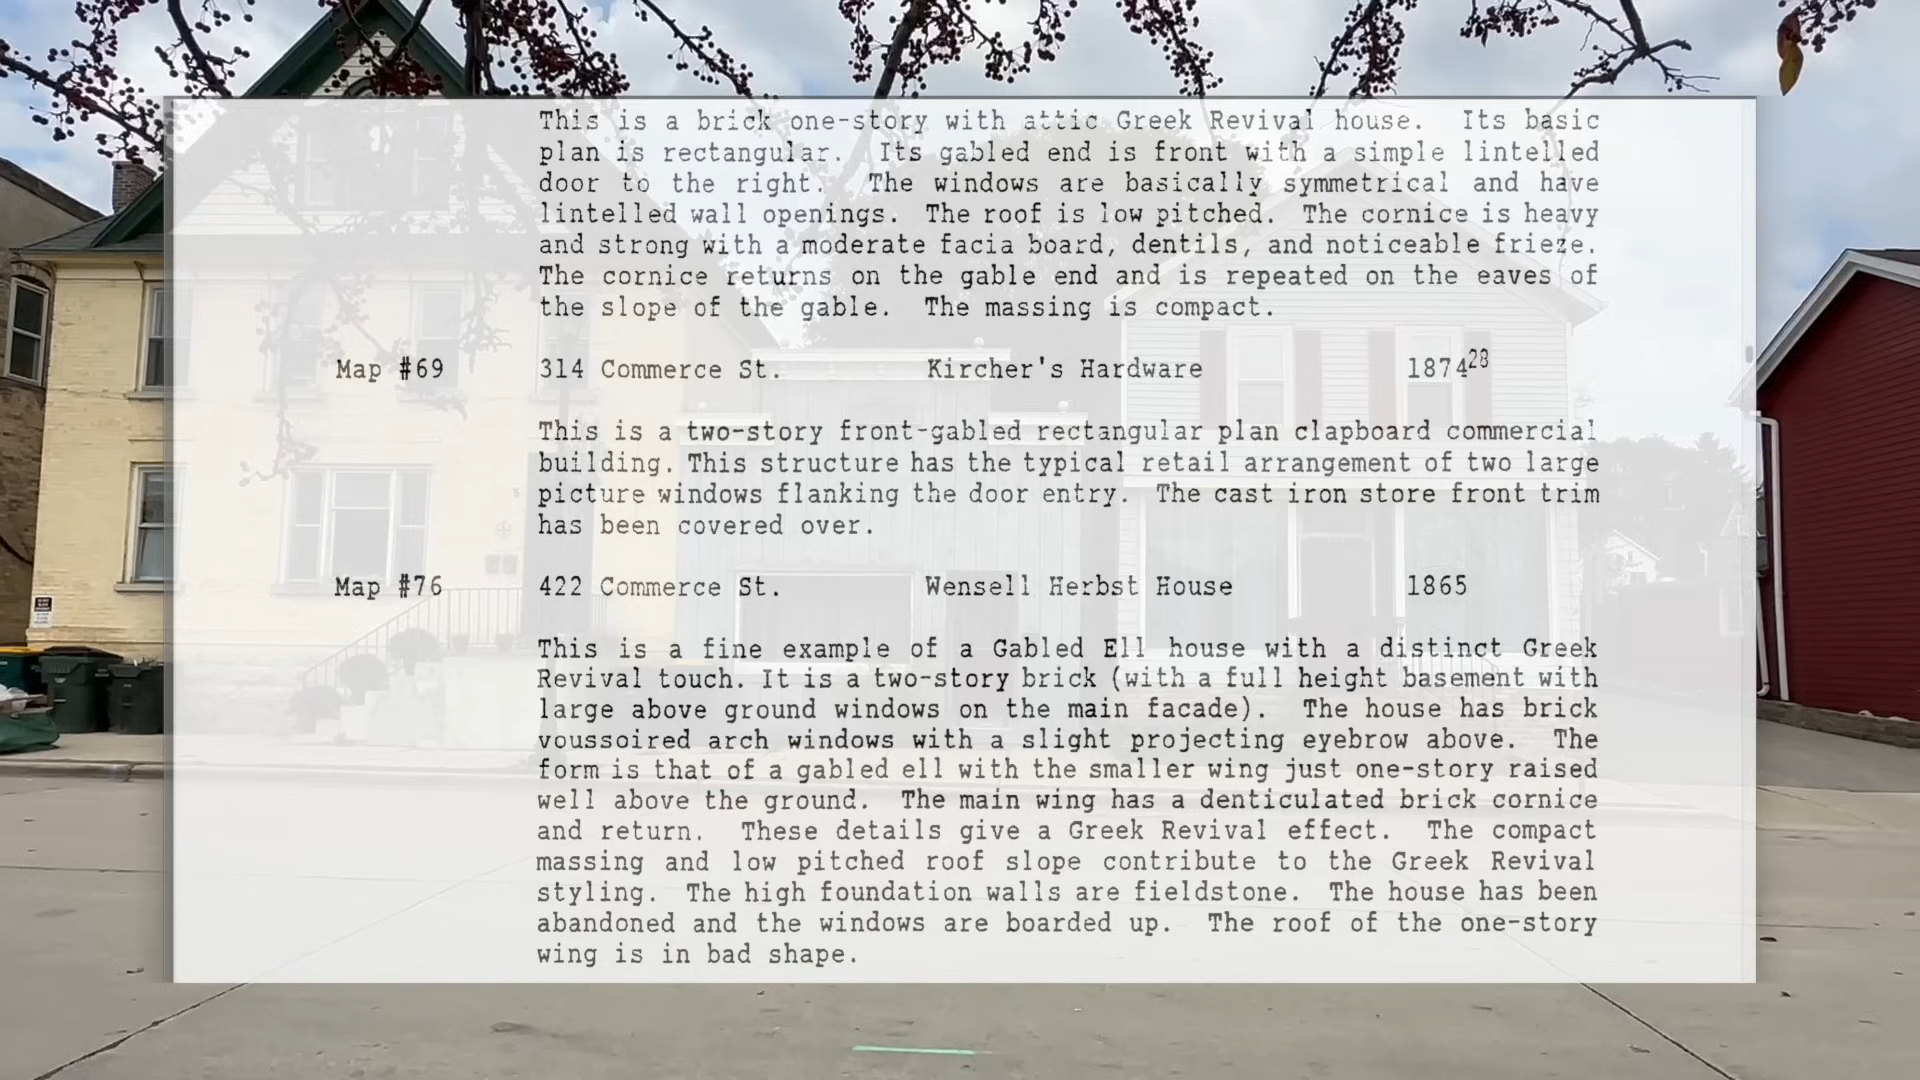 This is a brick one-story with attic Greek Revival house. Its basic
plan is rectangular. Its gabled end is front with a simple lintelled
door to the right. The windows are basically symmetrical and have
lintelled wall openings. The roof is low pitched. The cornice is heavy
and strong with a moderate facia board, dentils, and noticeable frieze.
The cornice returns on the gable end and is repeated on the eaves of
the slope of the gable. The massing is compact.
Map #69 314 Commerce St. Kircher's Hardware 1874²⁸
This is a two-story front-gabled rectangular plan clapboard commercial
building. This structure has the typical retail arrangement of two large
picture windows flanking the door entry. The cast iron store front trim
has been covered over.
Map #76 422 Commerce St. Wensell Herbst House 1865
This is a fine example of a Gabled Ell house with a distinct Greek
Revival touch. It is a two-story brick (with a full height basement with
large above ground windows on the main facade). The house has brick
voussoired arch windows with a slight projecting eyebrow above. The
form is that of a gabled ell with the smaller wing just one-story raised
well above the ground. The main wing has a denticulated brick cornice
and return. These details give a Greek Revival effect. The compact
massing and low pitched roof slope contribute to the Greek Revival
styling. The high foundation walls are fieldstone. The house has been
abandoned and the windows are boarded up. The roof of the one-story
wing is in bad shape.